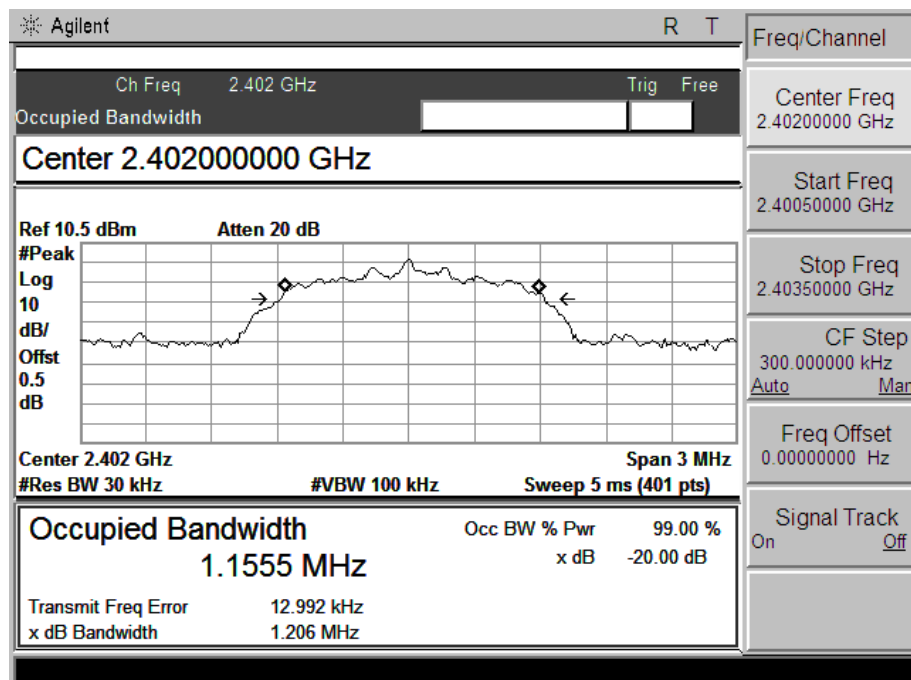 Agilent
R T
Ch Freq 2.402 GHz Trig Free
Occupied Bandwidth
Center 2.402000000 GHz
Ref 10.5 dBm Atten 20 dB
#Peak
Log
10
dB/
Offst
0.5
dB
Center 2.402 GHz Span 3 MHz
#Res BW 30 kHz #VBW 100 kHz Sweep 5 ms (401 pts)
Occupied Bandwidth
1.1555 MHz
Occ BW % Pwr 99.00 %
x dB -20.00 dB
Transmit Freq Error 12.992 kHz
x dB Bandwidth 1.206 MHz
Freq/Channel
Center Freq
2.40200000 GHz
Start Freq
2.40050000 GHz
Stop Freq
2.40350000 GHz
CF Step
300.000000 kHz
Auto Man
Freq Offset
0.00000000 Hz
Signal Track
On Off